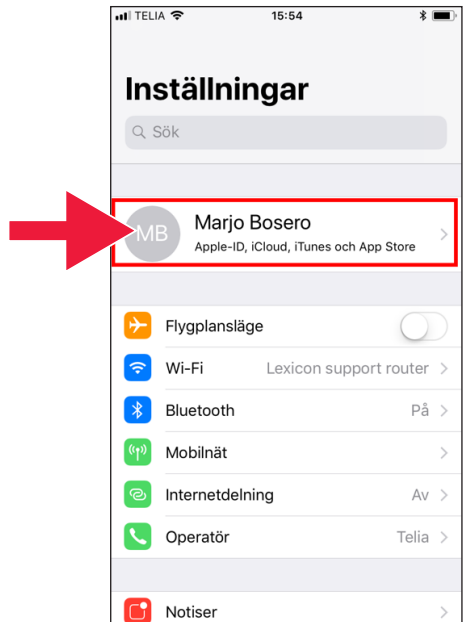 TELIA 15:54
Inställningar
Sök
MB
Marjo Bosero
Apple-ID, iCloud, iTunes och App Store
Flygplansläge
Wi-Fi Lexicon support router
Bluetooth På
Mobilnät
Internetdelning Av
Operatör Telia
Notiser